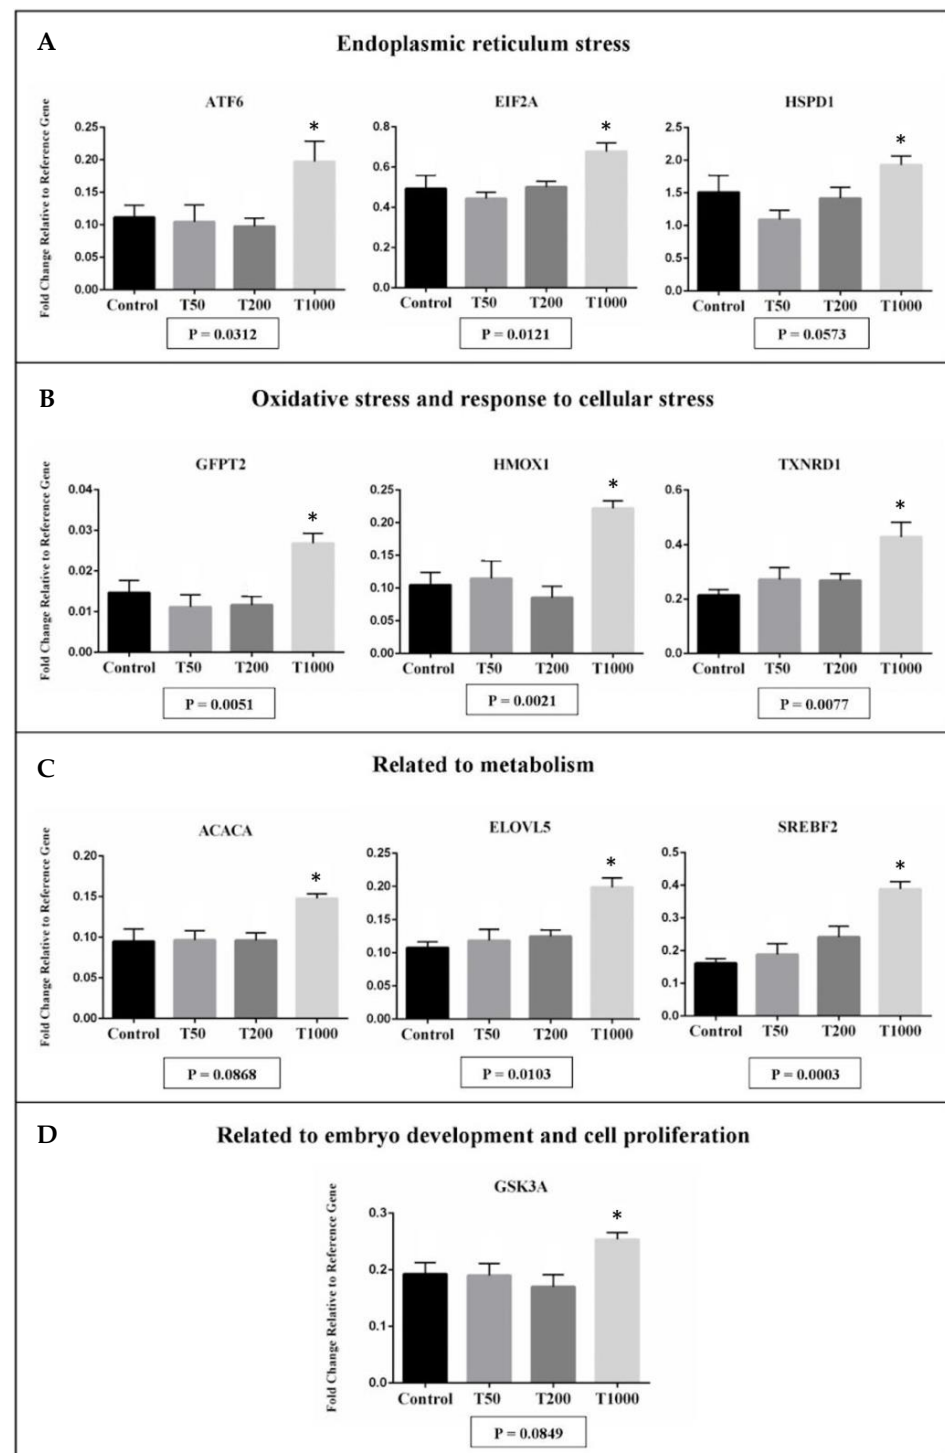 A
Endoplasmic reticulum stress
Fold Change Relative to Reference Gene
ATF6
0.25
0.20
0.15
0.10
0.05
0.00
*
Control T50 T200 T1000
P = 0.0312
EIF2A
0.8
0.6
0.4
0.2
0.0
*
Control T50 T200 T1000
P = 0.0121
HSPD1
2.5
2.0
1.5
1.0
0.5
0.0
*
Control T50 T200 T1000
P = 0.0573
B
Oxidative stress and response to cellular stress
Fold Change Relative to Reference Gene
GFPT2
0.04
0.03
0.02
0.01
0.00
*
Control T50 T200 T1000
P = 0.0051
HMOX1
0.25
0.20
0.15
0.10
0.05
0.00
*
Control T50 T200 T1000
P = 0.0021
TXNRD1
0.6
0.4
0.2
0.0
*
Control T50 T200 T1000
P = 0.0077
C
Related to metabolism
Fold Change Relative to Reference Gene
ACACA
0.20
0.15
0.10
0.05
0.00
*
Control T50 T200 T1000
P = 0.0868
ELOVL5
0.25
0.20
0.15
0.10
0.05
0.00
*
Control T50 T200 T1000
P = 0.0103
SREBF2
0.5
0.4
0.3
0.2
0.1
0.0
*
Control T50 T200 T1000
P = 0.0003
D
Related to embryo development and cell proliferation
Fold Change Relative to Reference Gene
GSK3A
0.3
0.2
0.1
0.0
*
Control T50 T200 T1000
P = 0.0849